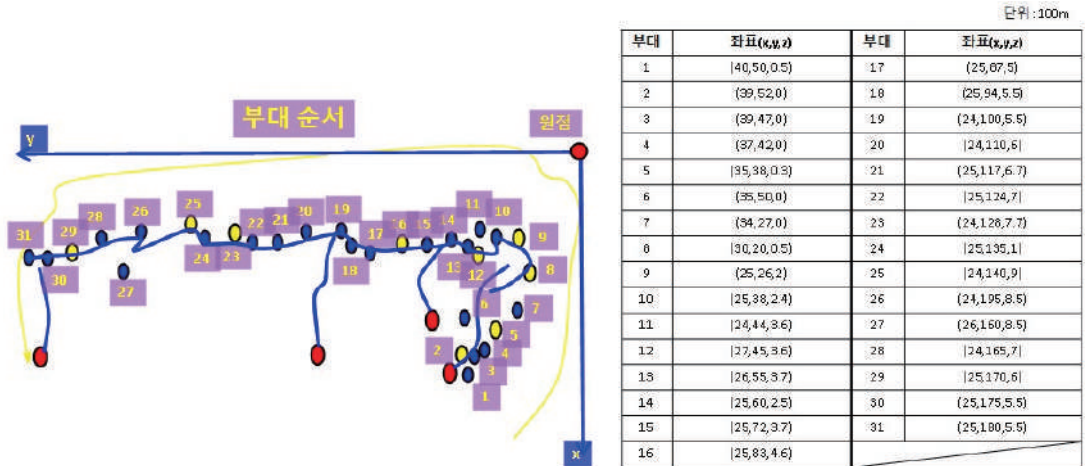 단위 : 100m
부대 순서
원점
y
x
31
30
29
28
27
26
25
24
23
22
21
20
19
18
17
16
15
14
13
12
11
10
9
8
7
6
5
4
3
2
1
부대 좌표(x,y,z) 부대 좌표(x,y,z)
1 (40,50,0.5) 17 (25,87,5)
2 (39,52,0) 18 (25,94,5.5)
3 (39,47,0) 19 (24,100,5.5)
4 (37,42,0) 20 (24,110,6)
5 (35,38,0.3) 21 (25,117,6.7)
6 (35,50,0) 22 (25,124,7)
7 (34,27,0) 23 (24,128,7.7)
8 (30,20,0.5) 24 (25,135,1)
9 (25,26,2) 25 (24,140,9)
10 (25,38,2.4) 26 (24,195,8.5)
11 (24,44,3.6) 27 (26,160,8.5)
12 (27,45,3.6) 28 (24,165,7)
13 (26,55,3.7) 29 (25,170,6)
14 (25,60,2.5) 30 (25,175,5.5)
15 (25,72,3.7) 31 (25,180,5.5)
16 (25,83,4.6)